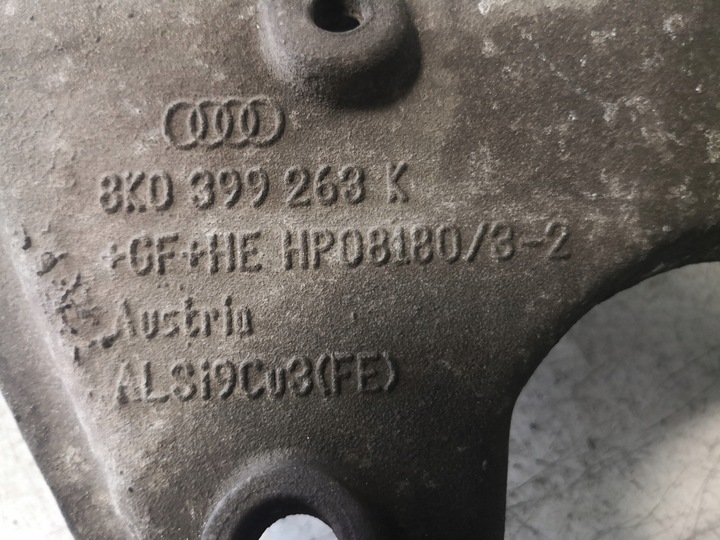 8K0 399 263 K
+GF+HE HP08180/3-2
Austria
ALSi9Cu3(FE)